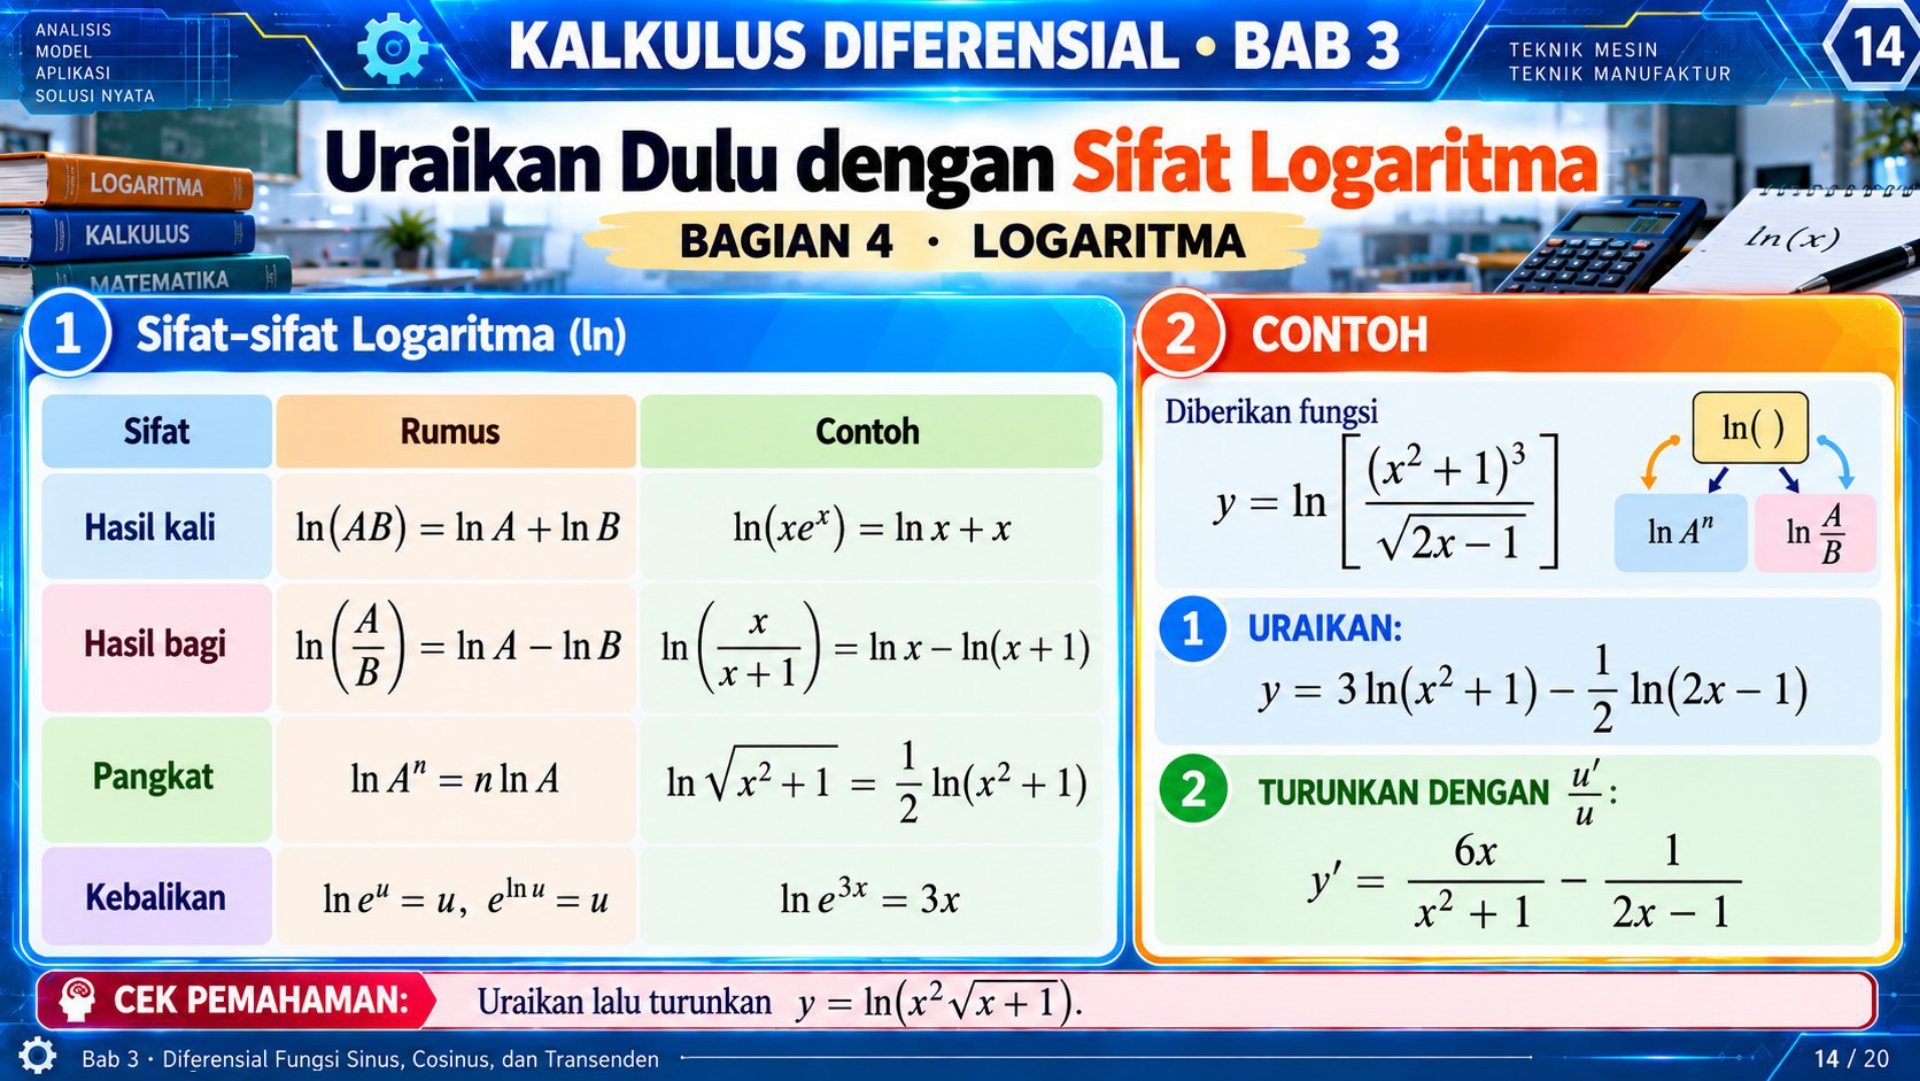 ANALISIS
MODEL
APLIKASI
SOLUSI NYATA
KALKULUS DIFERENSIAL • BAB 3
TEKNIK MESIN
TEKNIK MANUFAKTUR
14
Uraikan Dulu dengan Sifat Logaritma
BAGIAN 4 • LOGARITMA
LOGARITMA
KALKULUS
MATEMATIKA
ln(x)
1 Sifat-sifat Logaritma (ln)
Sifat Rumus Contoh
Hasil kali ln(AB) = ln A + ln B ln(xe^x) = ln x + x
Hasil bagi ln(A/B) = ln A − ln B ln(x/(x + 1)) = ln x − ln(x + 1)
Pangkat ln A^n = n ln A ln √(x² + 1) = 1/2 ln(x² + 1)
Kebalikan ln e^u = u, e^(ln u) = u ln e^(3x) = 3x
2 CONTOH
Diberikan fungsi
y = ln [(x² + 1)³ / √(2x − 1)]
ln( )
ln A^n ln A/B
1 URAIKAN:
y = 3 ln(x² + 1) − 1/2 ln(2x − 1)
2 TURUNKAN DENGAN u′/u :
y′ = 6x/(x² + 1) − 1/(2x − 1)
CEK PEMAHAMAN: Uraikan lalu turunkan y = ln(x²√(x + 1)).
Bab 3 • Diferensial Fungsi Sinus, Cosinus, dan Transenden
14 / 20